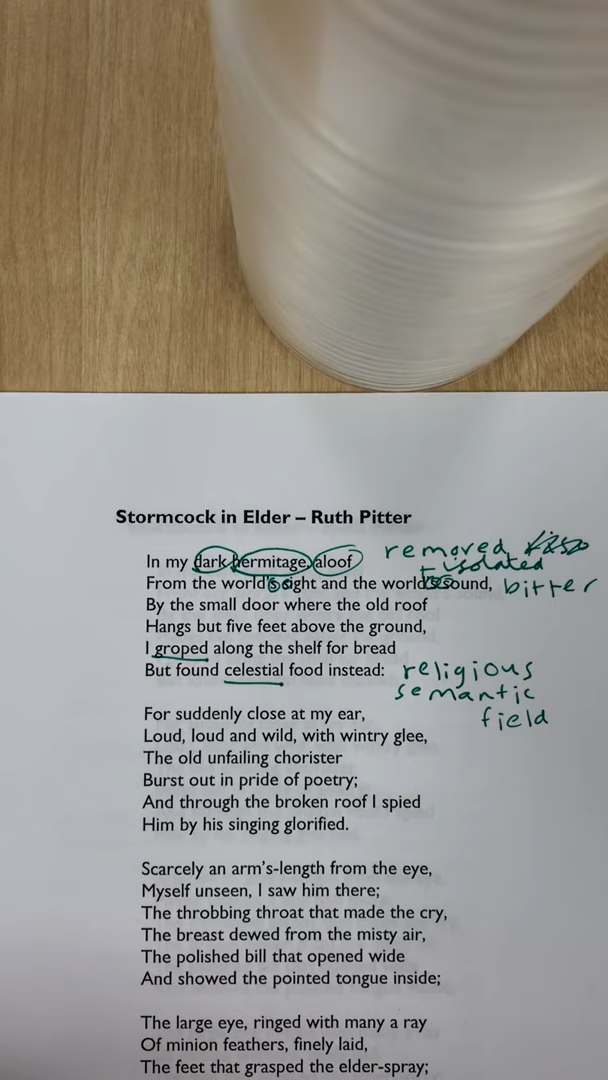 Stormcock in Elder – Ruth Pitter
In my dark hermitage, aloof removed
+ isolated
From the world's sight and the world's sound, bitter
By the small door where the old roof
Hangs but five feet above the ground,
I groped along the shelf for bread
But found celestial food instead: religious
semantic
field
For suddenly close at my ear,
Loud, loud and wild, with wintry glee,
The old unfailing chorister
Burst out in pride of poetry;
And through the broken roof I spied
Him by his singing glorified.
Scarcely an arm's-length from the eye,
Myself unseen, I saw him there;
The throbbing throat that made the cry,
The breast dewed from the misty air,
The polished bill that opened wide
And showed the pointed tongue inside;
The large eye, ringed with many a ray
Of minion feathers, finely laid,
The feet that grasped the elder-spray;